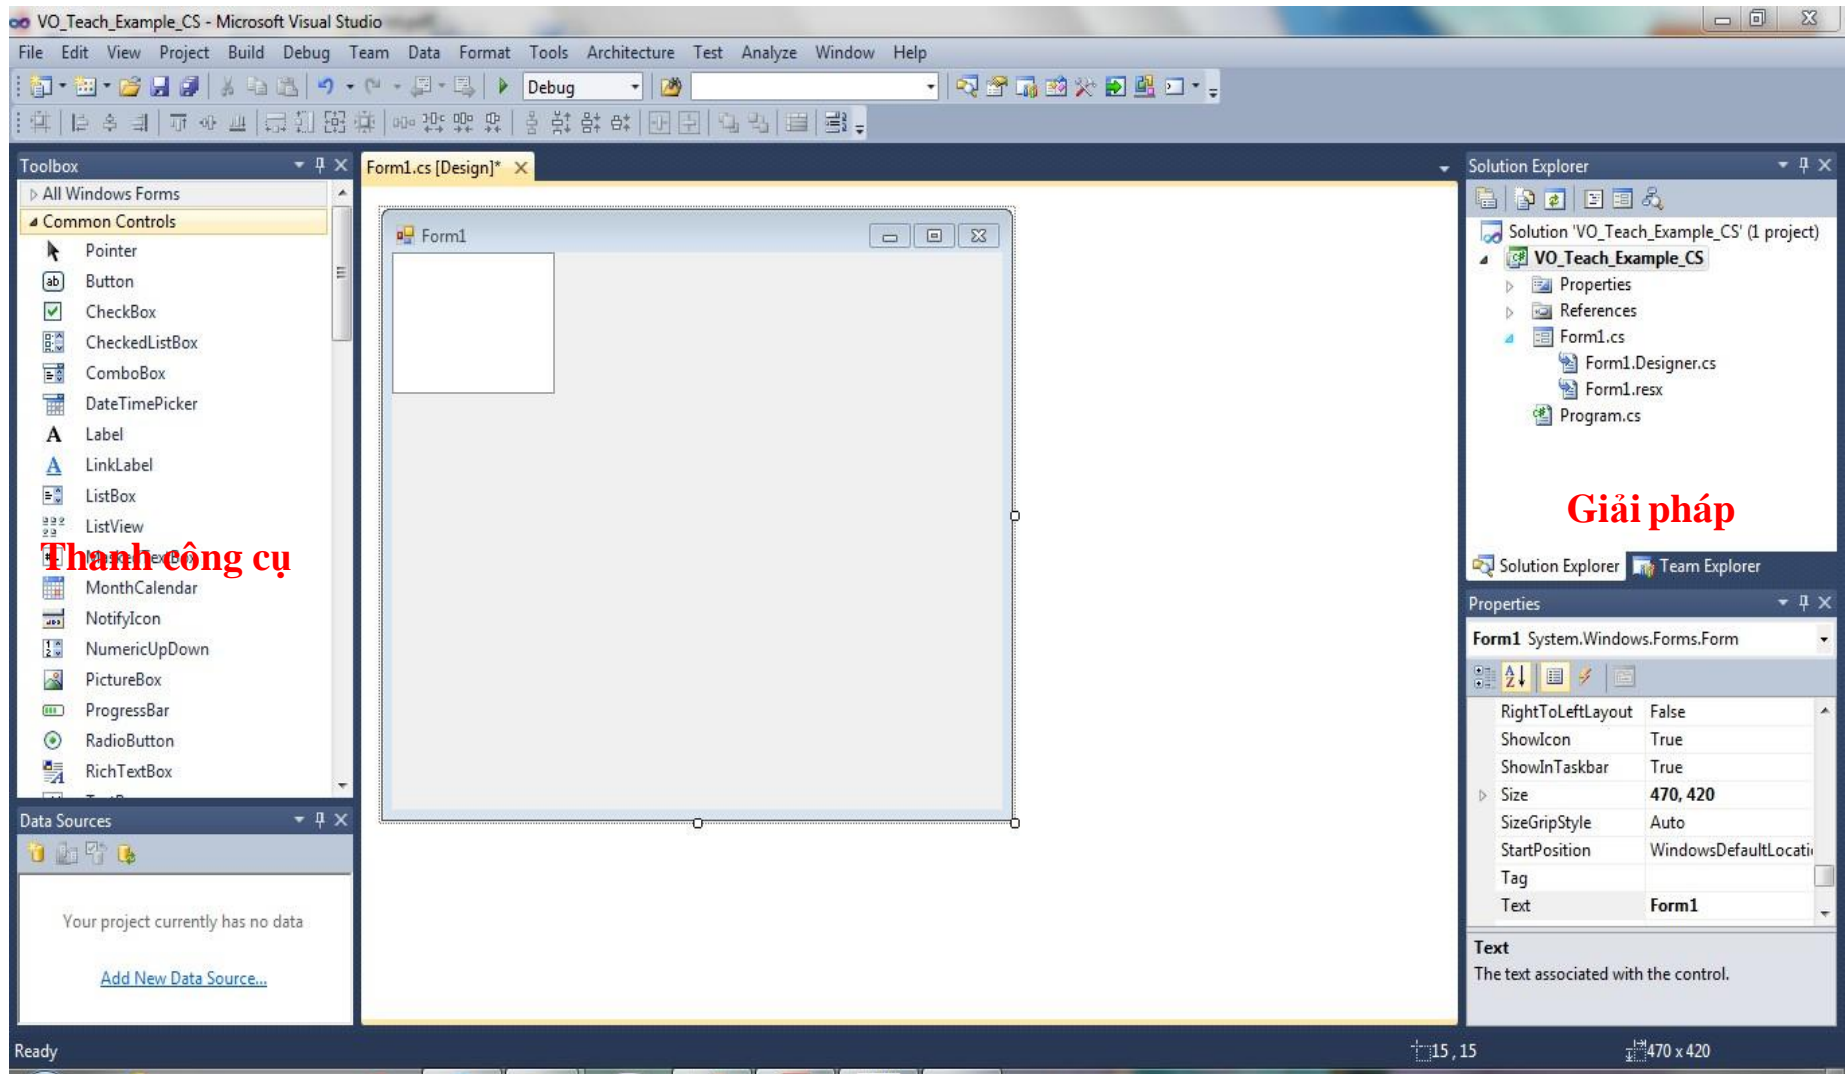 VO_Teach_Example_CS - Microsoft Visual Studio
File Edit View Project Build Debug Team Data Format Tools Architecture Test Analyze Window Help
Debug
Toolbox
All Windows Forms
Common Controls
Pointer
Button
CheckBox
CheckedListBox
ComboBox
DateTimePicker
Label
LinkLabel
ListBox
ListView
Thanh công cụ
MonthCalendar
NotifyIcon
NumericUpDown
PictureBox
ProgressBar
RadioButton
RichTextBox
Data Sources
Your project currently has no data
Add New Data Source...
Form1.cs [Design]*
Form1
Solution Explorer
Solution 'VO_Teach_Example_CS' (1 project)
VO_Teach_Example_CS
Properties
References
Form1.cs
Form1.Designer.cs
Form1.resx
Program.cs
Giải pháp
Solution Explorer Team Explorer
Properties
Form1 System.Windows.Forms.Form
RightToLeftLayout False
ShowIcon True
ShowInTaskbar True
Size 470, 420
SizeGripStyle Auto
StartPosition WindowsDefaultLocati
Tag
Text Form1
Text
The text associated with the control.
Ready 15 , 15 470 x 420